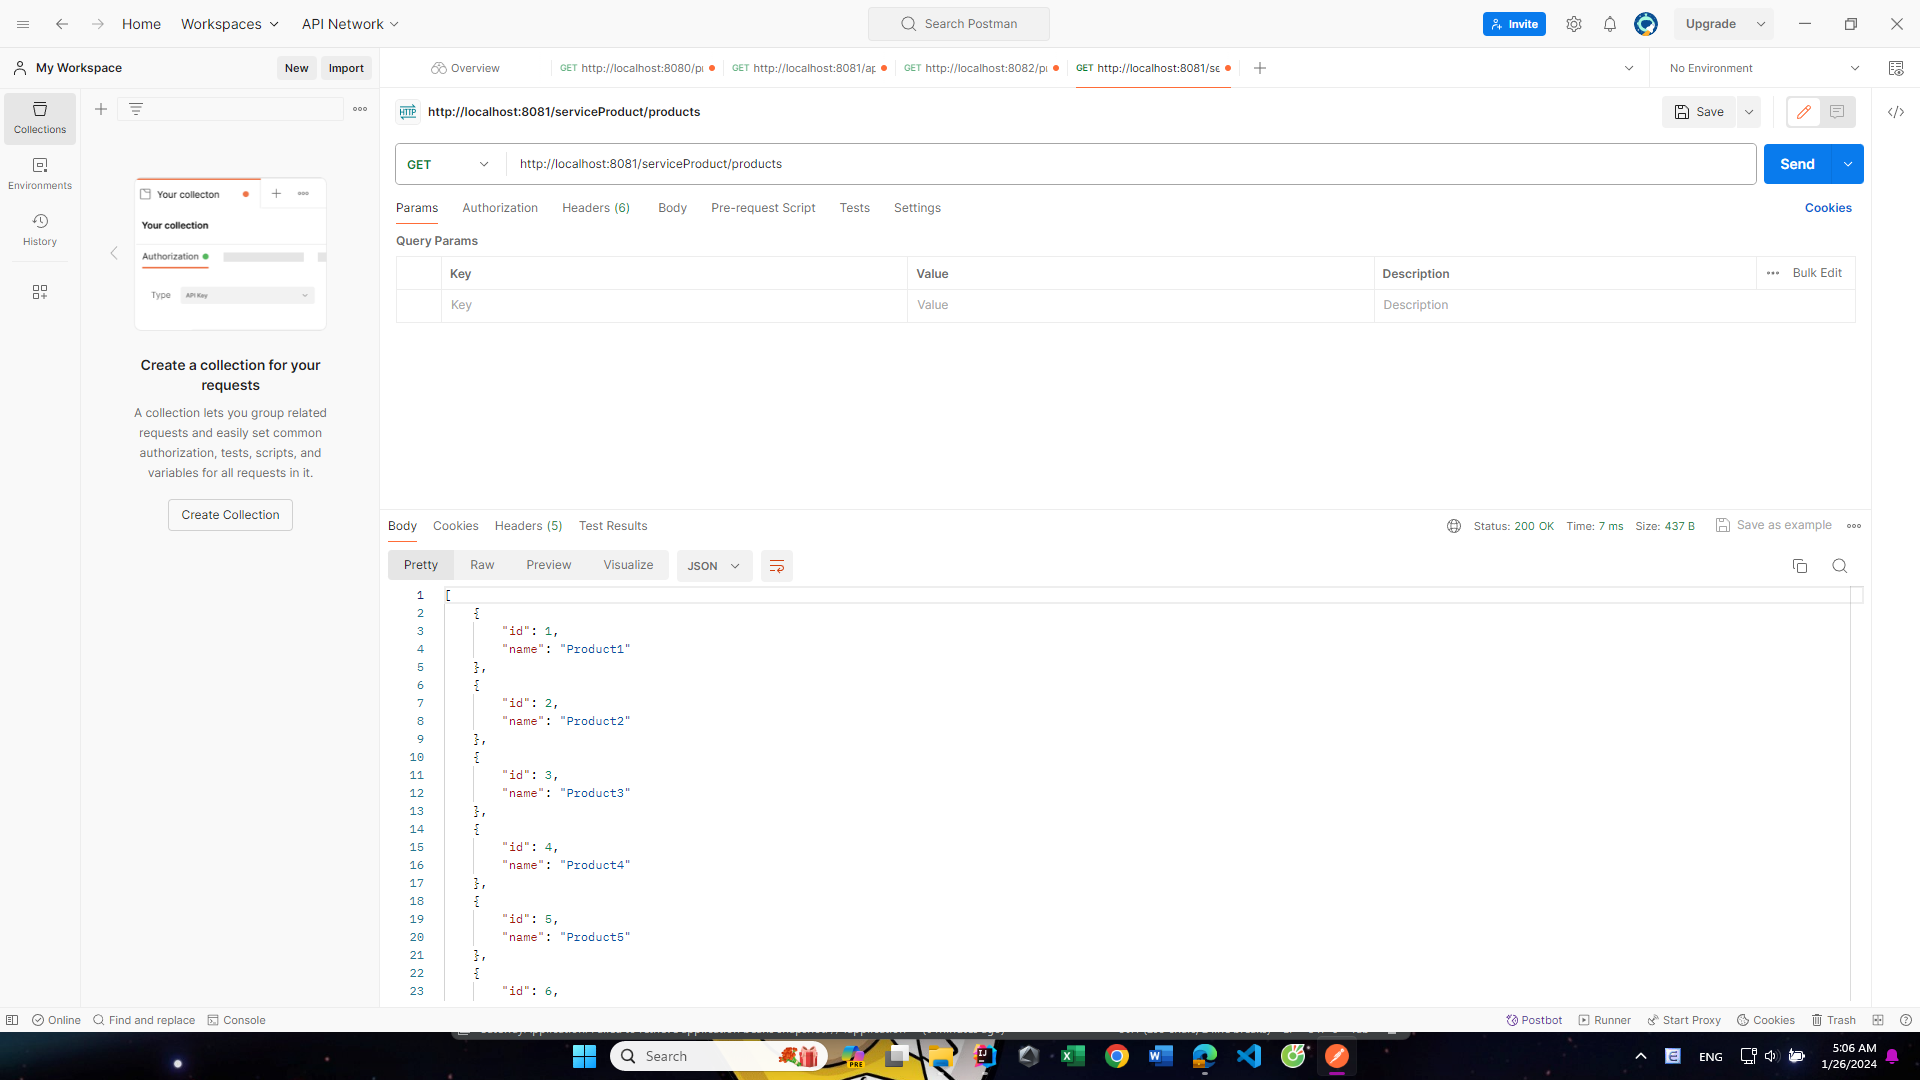 Home Workspaces API Network Search Postman Invite Upgrade
My Workspace New Import Overview GET http://localhost:8080/p GET http://localhost:8081/ap GET http://localhost:8082/p GET http://localhost:8081/se No Environment
Collections
Environments
History
Your collecton
Your collection
Authorization
Type API Key
Create a collection for your
requests
A collection lets you group related
requests and easily set common
authorization, tests, scripts, and
variables for all requests in it.
Create Collection
HTTP http://localhost:8081/serviceProduct/products Save
GET http://localhost:8081/serviceProduct/products Send
Params Authorization Headers (6) Body Pre-request Script Tests Settings Cookies
Query Params
Key Value Description Bulk Edit
Key Value Description
Body Cookies Headers (5) Test Results Status: 200 OK Time: 7 ms Size: 437 B Save as example
Pretty Raw Preview Visualize JSON
1 [
2 {
3 "id": 1,
4 "name": "Product1"
5 },
6 {
7 "id": 2,
8 "name": "Product2"
9 },
10 {
11 "id": 3,
12 "name": "Product3"
13 },
14 {
15 "id": 4,
16 "name": "Product4"
17 },
18 {
19 "id": 5,
20 "name": "Product5"
21 },
22 {
23 "id": 6,
Online Find and replace Console Postbot Runner Start Proxy Cookies Trash
Search PRE ENG 5:06 AM
1/26/2024